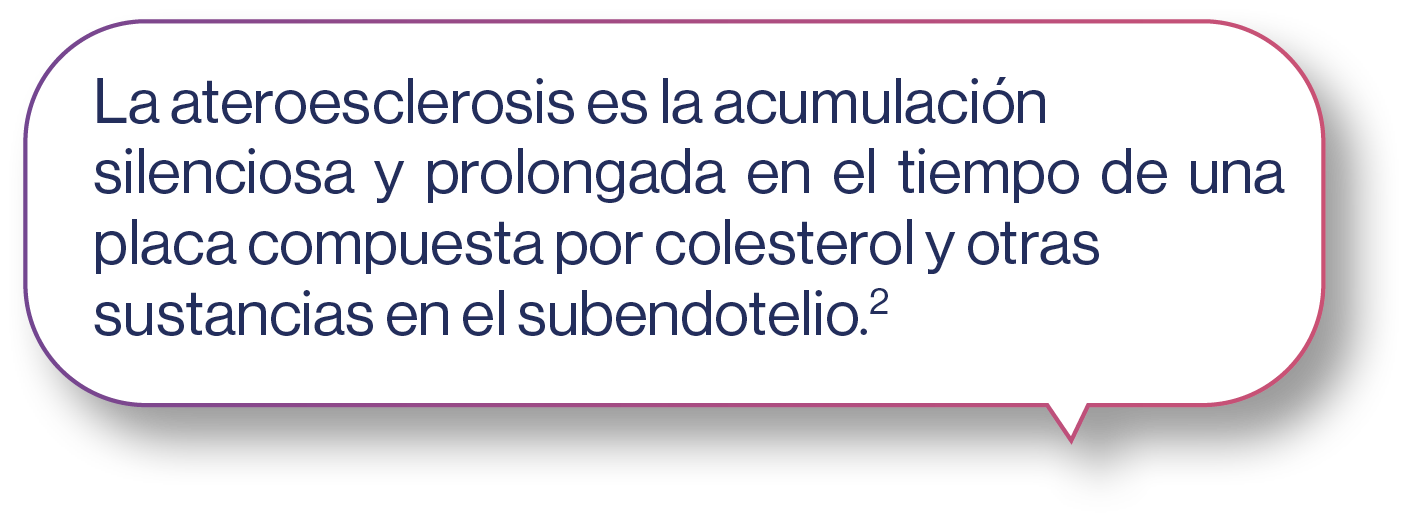 La ateroesclerosis es la acumulación
silenciosa y prolongada en el tiempo de una
placa compuesta por colesterol y otras
sustancias en el subendotelio.²